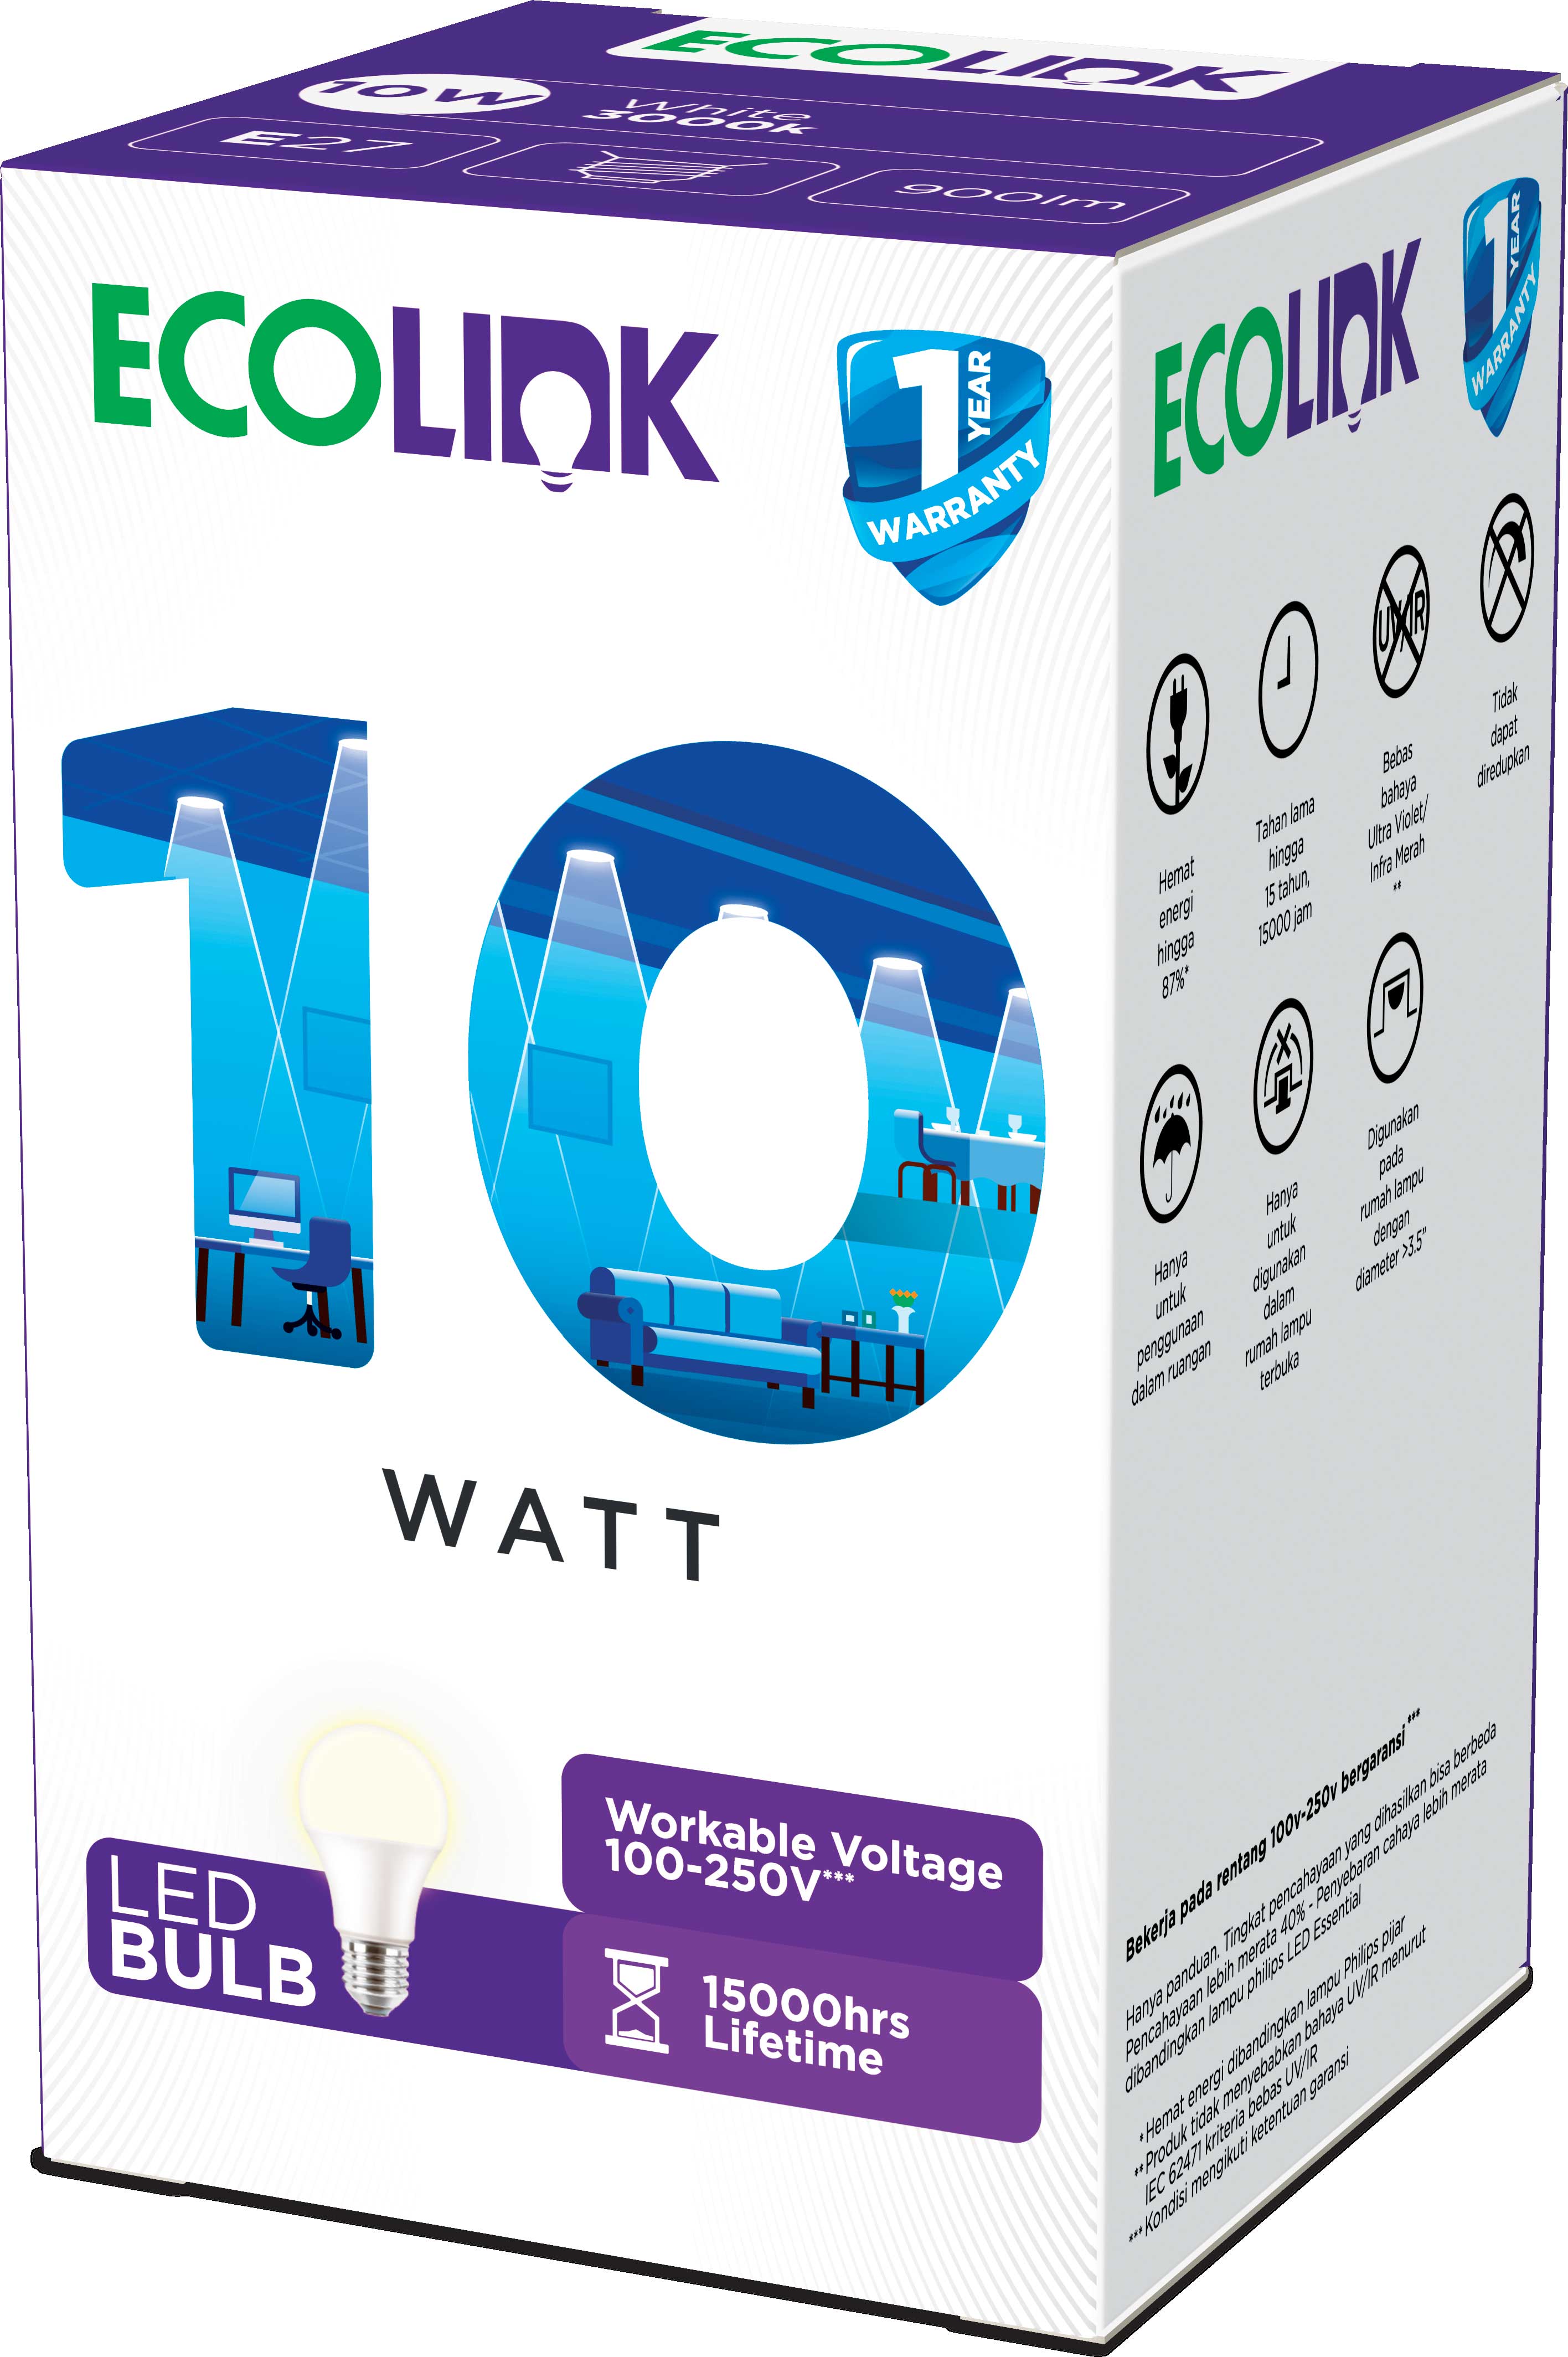 ECOLINK
10W
White
3000K
E27
900lm
ECOLINK
1
YEAR
WARRANTY
10
WATT
LED
BULB
Workable Voltage
100-250V***
15000hrs
Lifetime
ECOLINK
1
YEAR
WARRANTY
UV/IR
Hemat
energi
hingga
87%*
Tahan lama
hingga
15 tahun,
15000 jam
Bebas
bahaya
Ultra Violet/
Infra Merah
**
Tidak
dapat
diredupkan
Hanya
untuk
penggunaan
dalam ruangan
Hanya
untuk
digunakan
dalam
rumah lampu
terbuka
Digunakan
pada
rumah lampu
dengan
diameter >3,5"
Bekerja pada rentang 100v-250v bergaransi***
Hanya panduan. Tingkat pencahayaan yang dihasilkan bisa berbeda
Pencahayaan lebih merata 40% - Penyebaran cahaya lebih merata
dibandingkan lampu philips LED Essential
*Hemat energi dibandingkan lampu Philips pijar
**Produk tidak menyebabkan bahaya UV/IR menurut
IEC 62471 kriteria bebas UV/IR
***Kondisi mengikuti ketentuan garansi